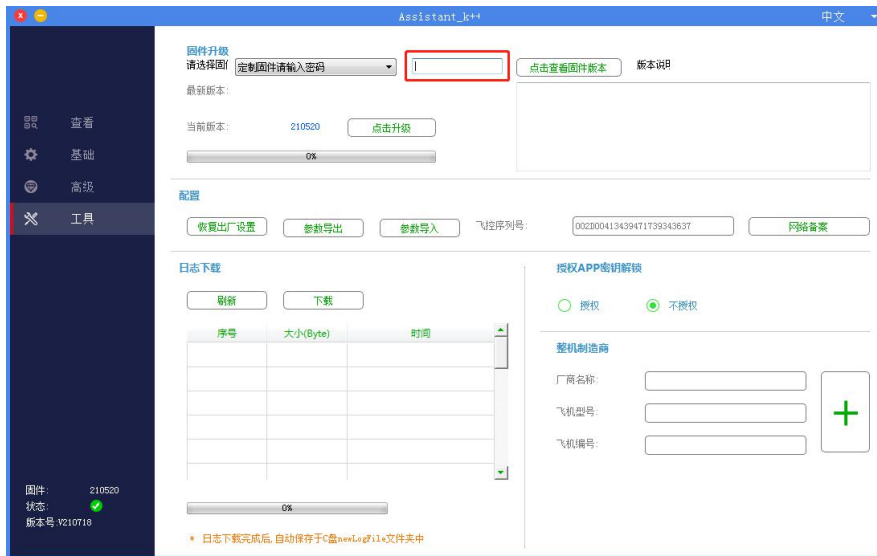 Assistant_k++
中文
固件升级
请选择固
定制固件请输入密码
点击查看固件版本
版本说
最新版本:
当前版本:
210520
点击升级
0%
查看
基础
高级
工具
配置
恢复出厂设置
参数导出
参数导入
飞控序列号:
002D00413439471739343637
网络备案
日志下载
刷新
下载
序号
大小(Byte)
时间
授权APP密钥解锁
授权
不授权
整机制造商
厂商名称:
飞机型号:
飞机编号:
+
固件:
210520
状态:
版本号:V210718
0%
* 日志下载完成后,自动保存于C盘newLogFile文件夹中